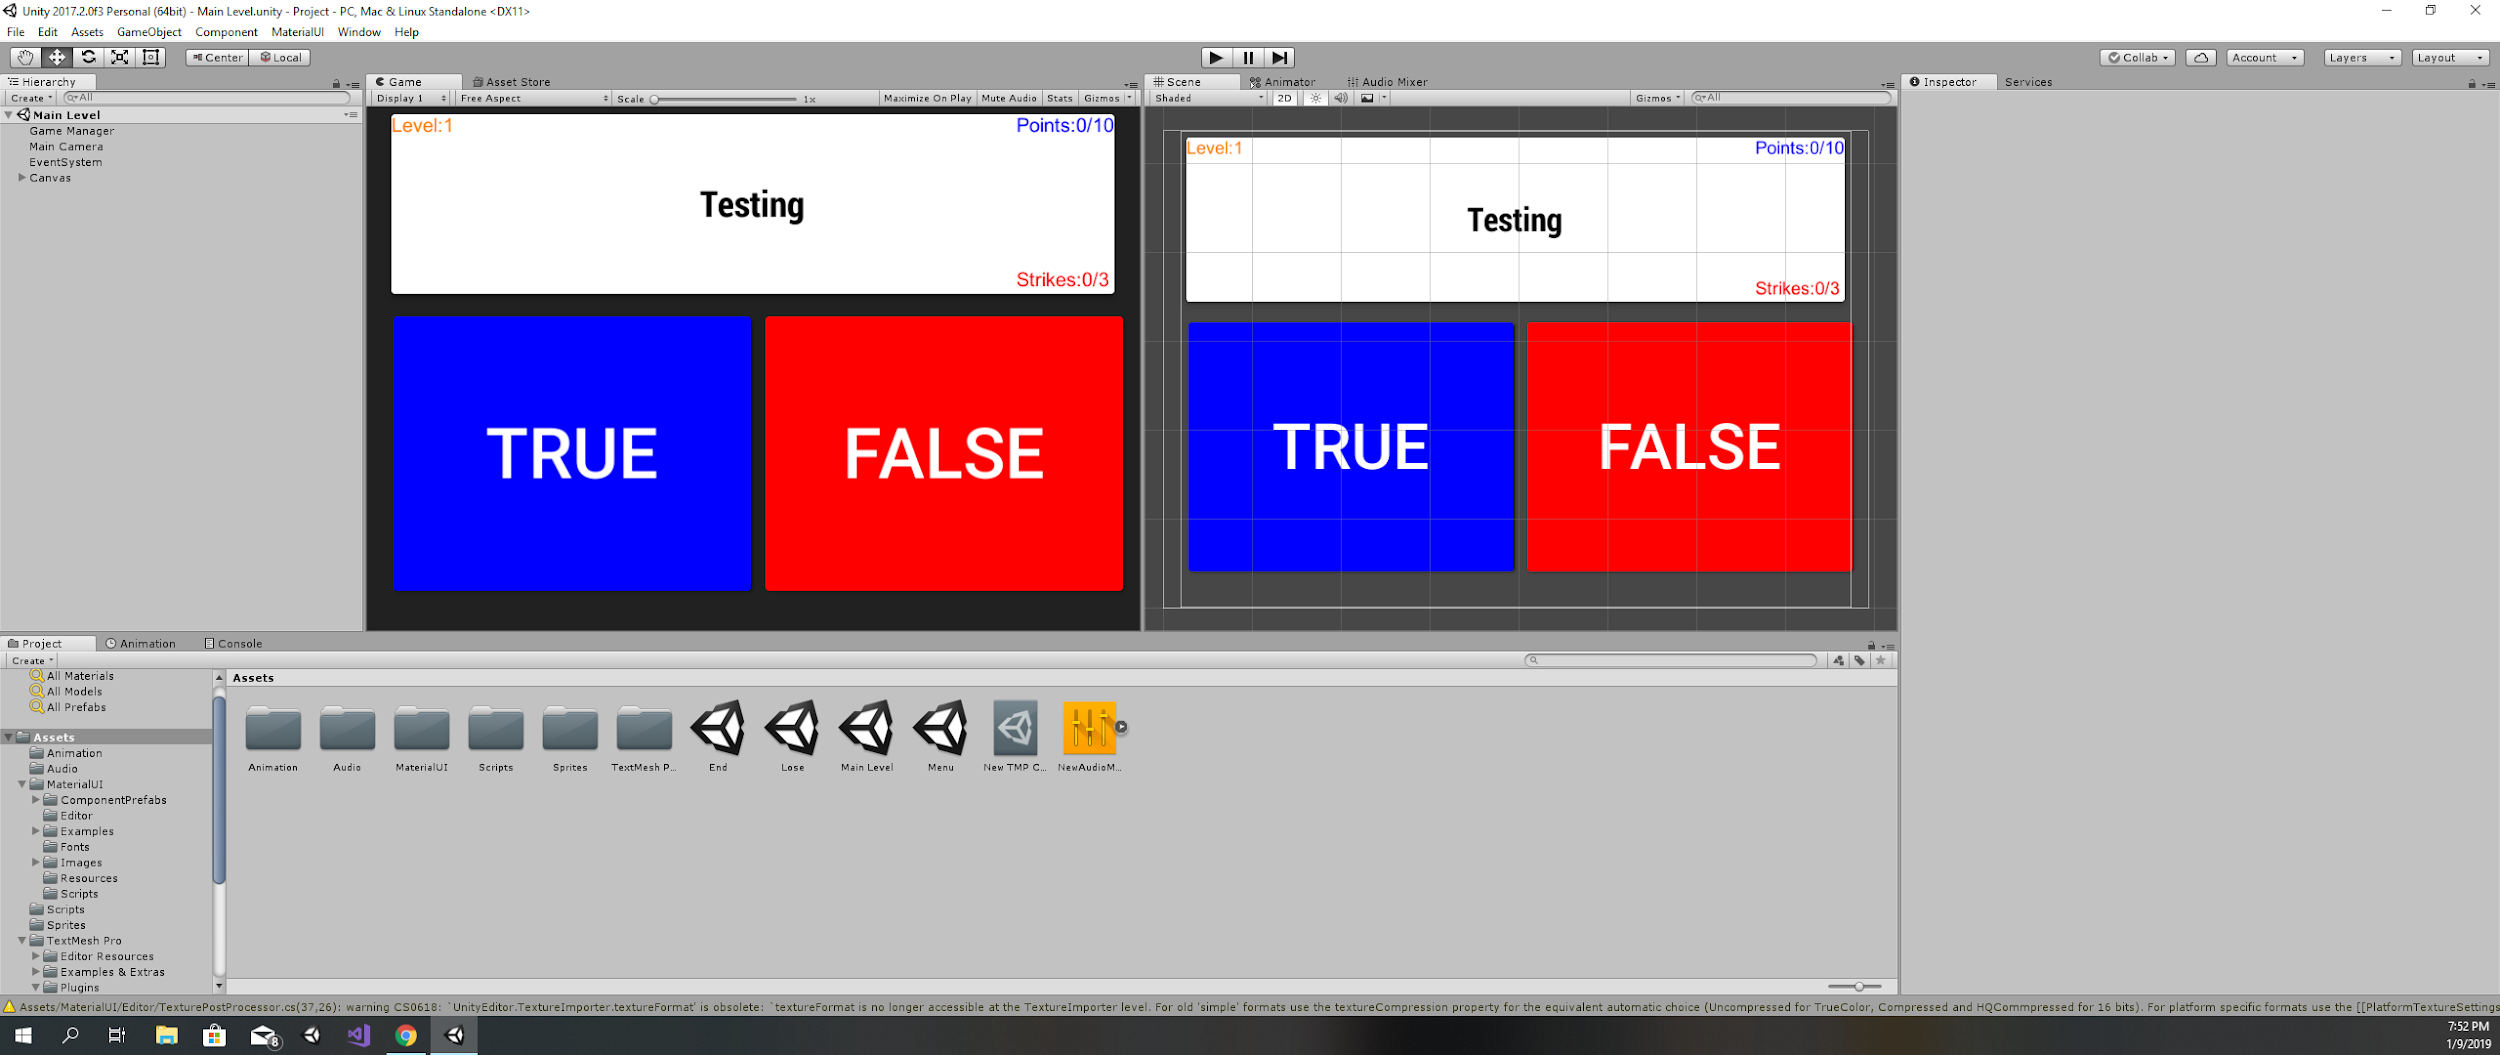 Unity 2017.2.0f3 Personal (64bit) - Main Level.unity - Project - PC, Mac & Linux Standalone <DX11>
File Edit Assets GameObject Component MaterialUI Window Help
Center Local Collab Account Layers Layout
Hierarchy
Create All
Main Level
Game Manager
Main Camera
EventSystem
Canvas
Game Asset Store
Display 1 Free Aspect Scale 1x Maximize On Play Mute Audio Stats Gizmos
Level:1 Points:0/10
Testing
Strikes:0/3
TRUE FALSE
Scene Animator Audio Mixer
Shaded 2D Gizmos All
Level:1 Points:0/10
Testing
Strikes:0/3
TRUE FALSE
Inspector Services
Project Animation Console
Create
All Materials
All Models
All Prefabs
Assets
Animation
Audio
MaterialUI
ComponentPrefabs
Editor
Examples
Fonts
Images
Resources
Scripts
Scripts
Sprites
TextMesh Pro
Editor Resources
Examples & Extras
Plugins
Assets
Animation Audio MaterialUI Scripts Sprites TextMesh P... End Lose Main Level Menu New TMP C... NewAudioM...
Assets/MaterialUI/Editor/TexturePostProcessor.cs(37,26): warning CS0618: `UnityEditor.TextureImporter.textureFormat' is obsolete: `textureFormat is no longer accessible at the TextureImporter level. For old 'simple' formats use the textureCompression property for the equivalent automatic choice (Uncompressed for TrueColor, Compressed and HQCommpressed for 16 bits). For platform specific formats use the [[PlatformTextureSettings
8
7:52 PM
1/9/2019